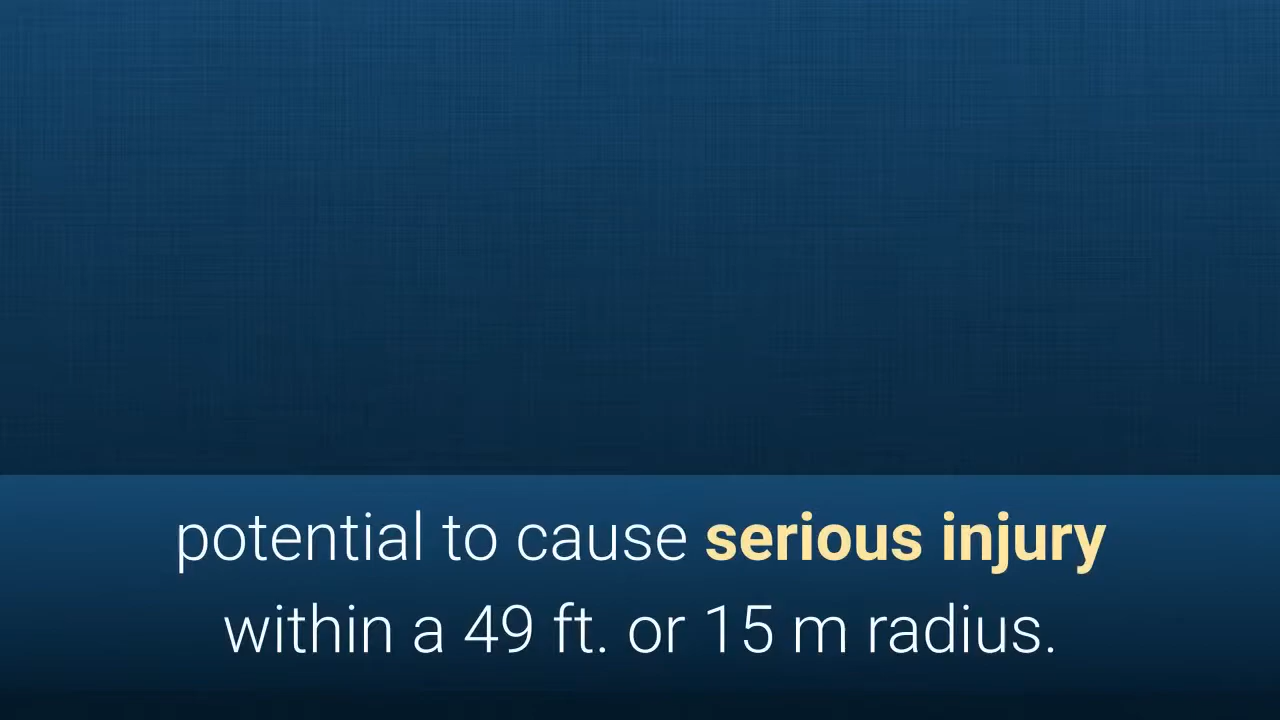 potential to cause serious injury
within a 49 ft. or 15 m radius.